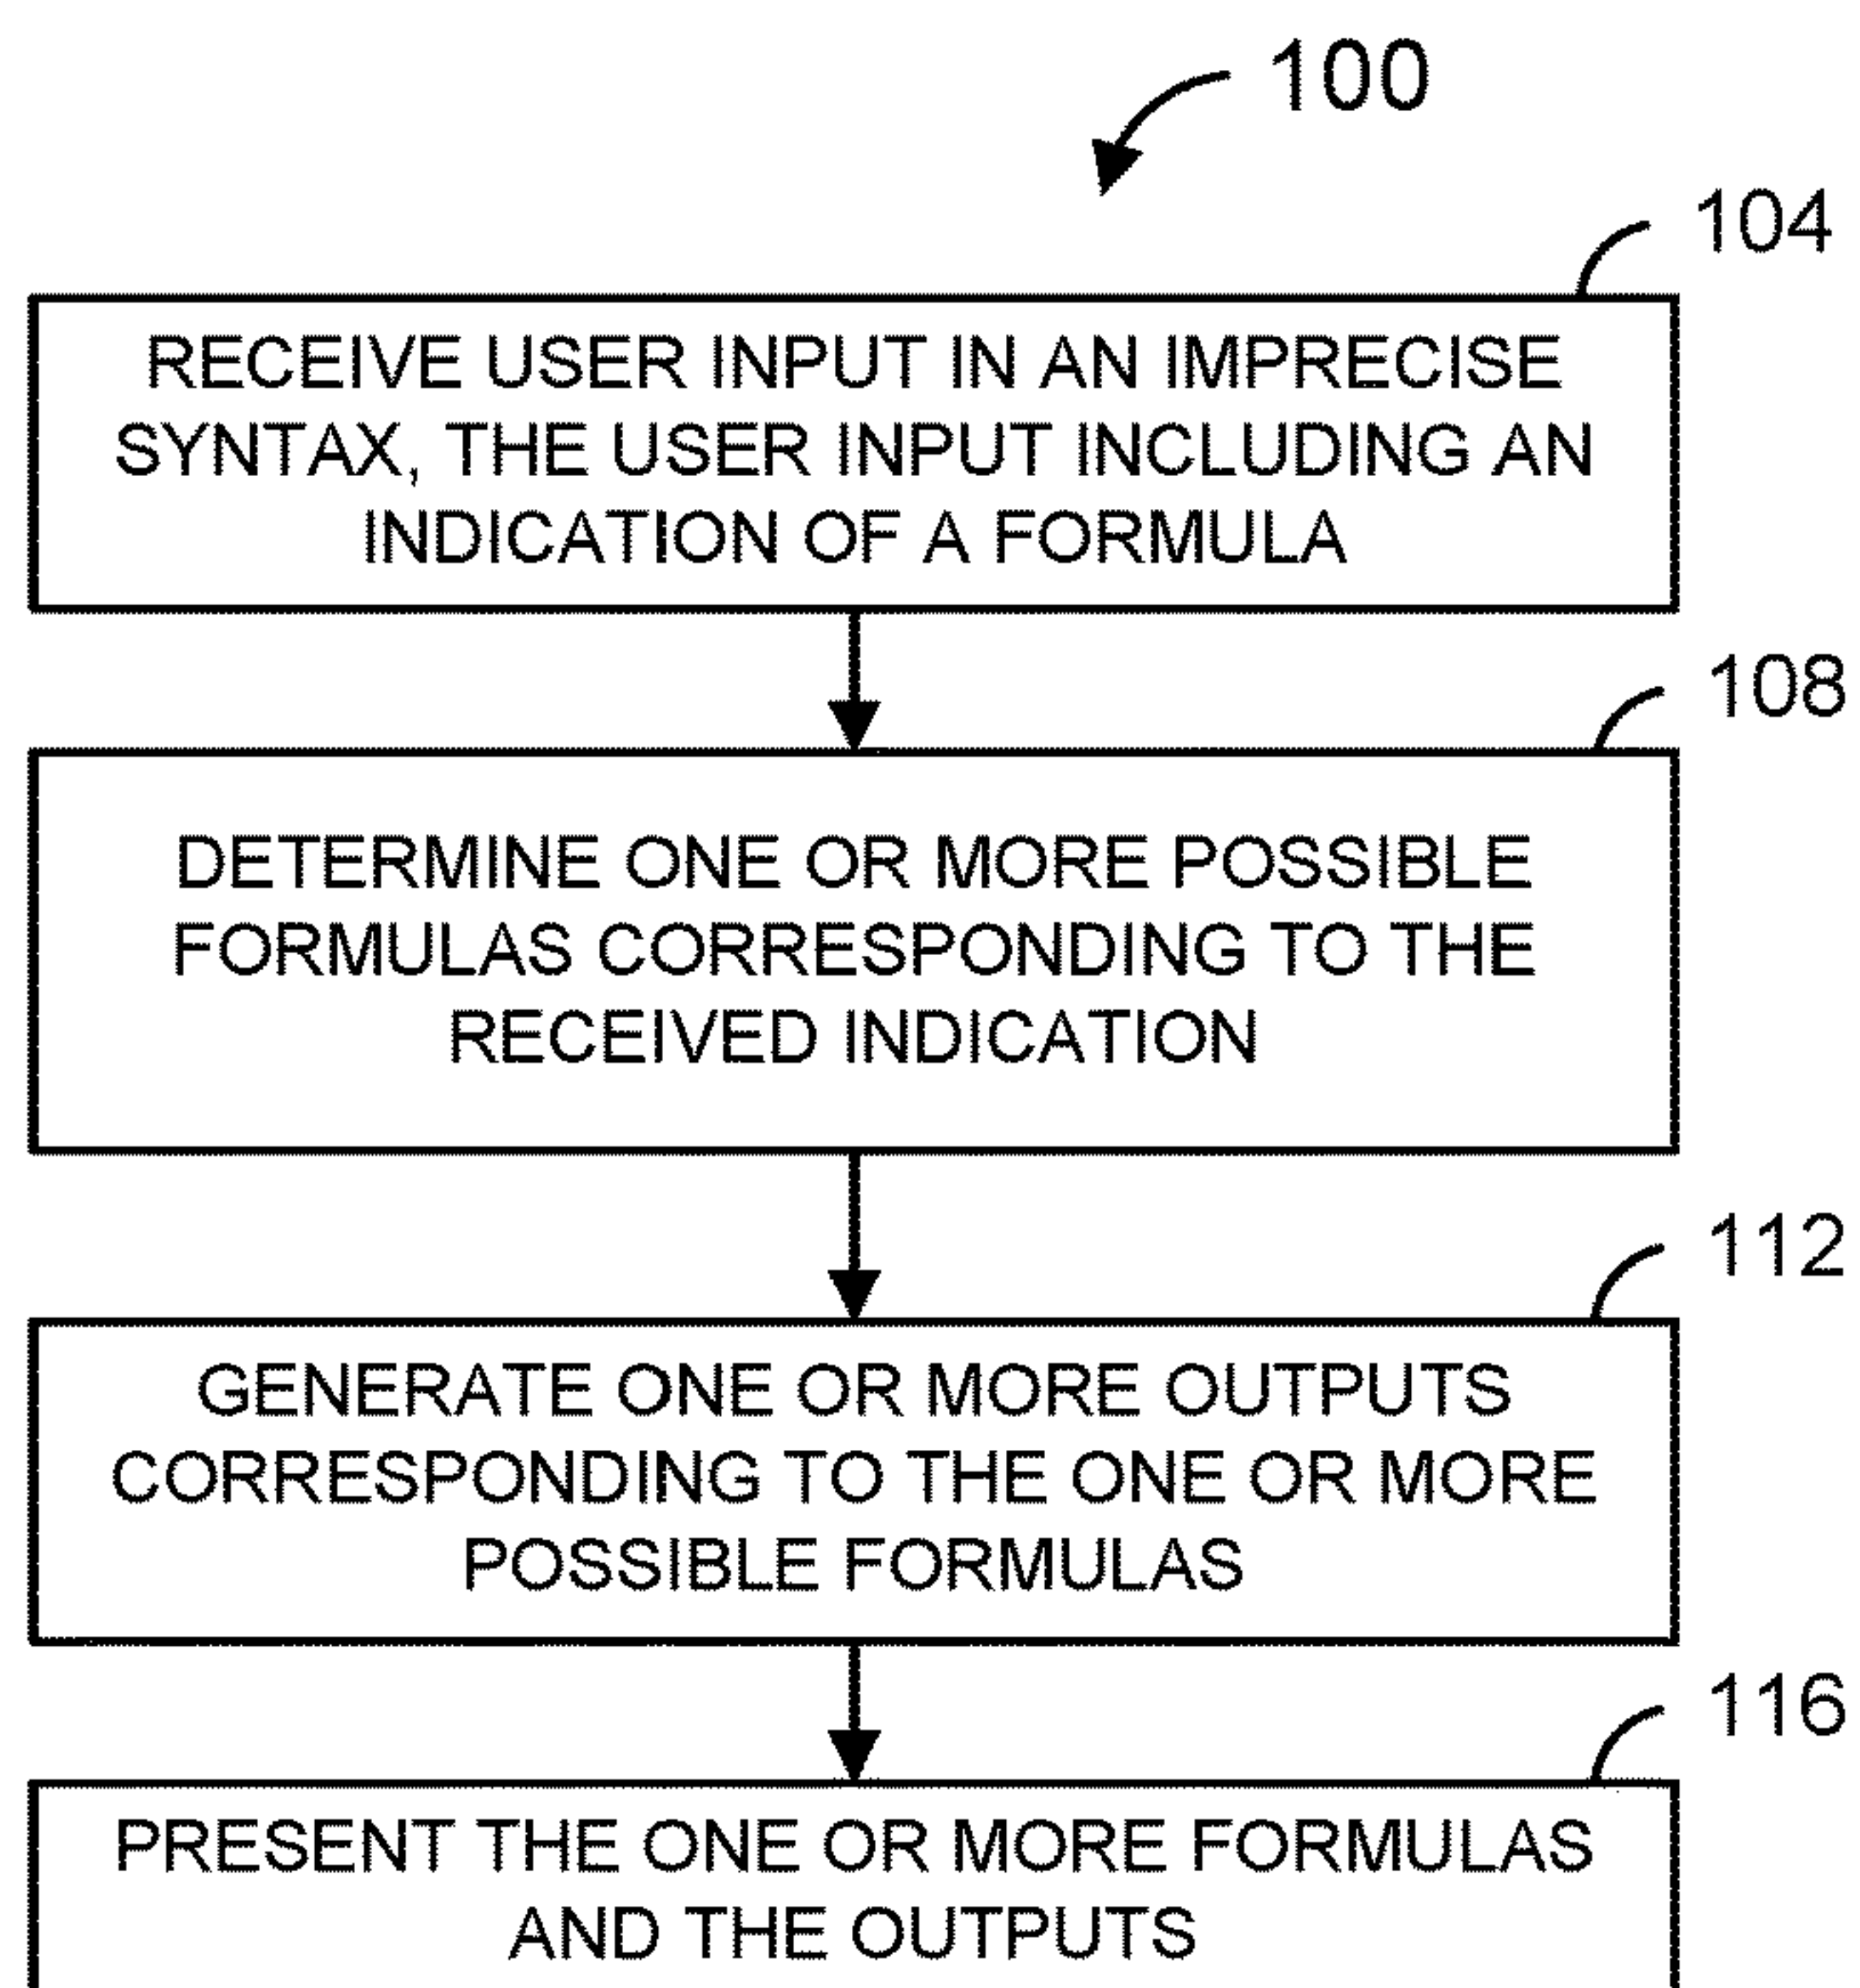 100
104
RECEIVE USER INPUT IN AN IMPRECISE
SYNTAX, THE USER INPUT INCLUDING AN
INDICATION OF A FORMULA
108
DETERMINE ONE OR MORE POSSIBLE
FORMULAS CORRESPONDING TO THE
RECEIVED INDICATION
112
GENERATE ONE OR MORE OUTPUTS
CORRESPONDING TO THE ONE OR MORE
POSSIBLE FORMULAS
116
PRESENT THE ONE OR MORE FORMULAS
AND THE OUTPUTS